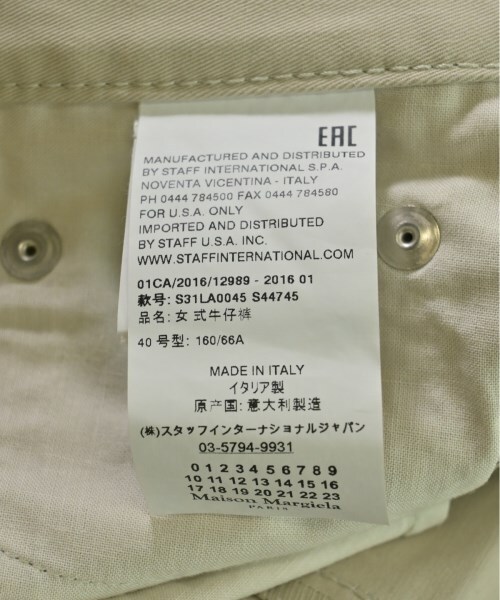 EAC
MANUFACTURED AND DISTRIBUTED
BY STAFF INTERNATIONAL S.P.A.
NOVENTA VICENTINA - ITALY
PH 0444 784500 FAX 0444 784580
FOR U.S.A. ONLY
IMPORTED AND DISTRIBUTED
BY STAFF U.S.A. INC.
WWW.STAFFINTERNATIONAL.COM
01CA/2016/12989 - 2016 01
款号: S31LA0045 S44745
品名: 女 式牛仔裤
40 号型: 160/66A
MADE IN ITALY
イタリア製
原产国: 意大利製造
(株)スタッフインターナショナルジャパン
03-5794-9931
0 1 2 3 4 5 6 7 8 9
10 11 12 13 14 15 16
17 18 19 20 21 22 23
Maison Margiela
PARIS